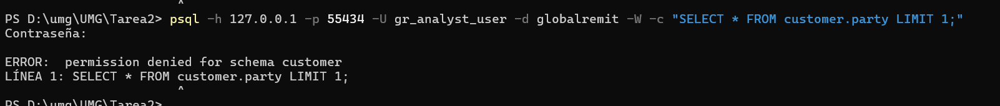 ^
PS D:\umg\UMG\Tarea2> psql -h 127.0.0.1 -p 55434 -U gr_analyst_user -d globalremit -W -c "SELECT * FROM customer.party LIMIT 1;"
Contraseña:
ERROR:  permission denied for schema customer
LÍNEA 1: SELECT * FROM customer.party LIMIT 1;
^
PS D:\umg\UMG\Tarea2>